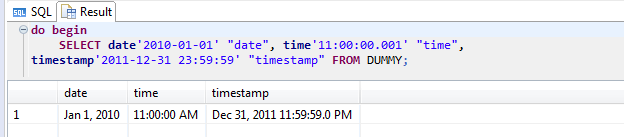 SQL Result
do begin
SELECT date'2010-01-01' "date", time'11:00:00.001' "time",
timestamp'2011-12-31 23:59:59' "timestamp" FROM DUMMY;
date time timestamp
1 Jan 1, 2010 11:00:00 AM Dec 31, 2011 11:59:59.0 PM